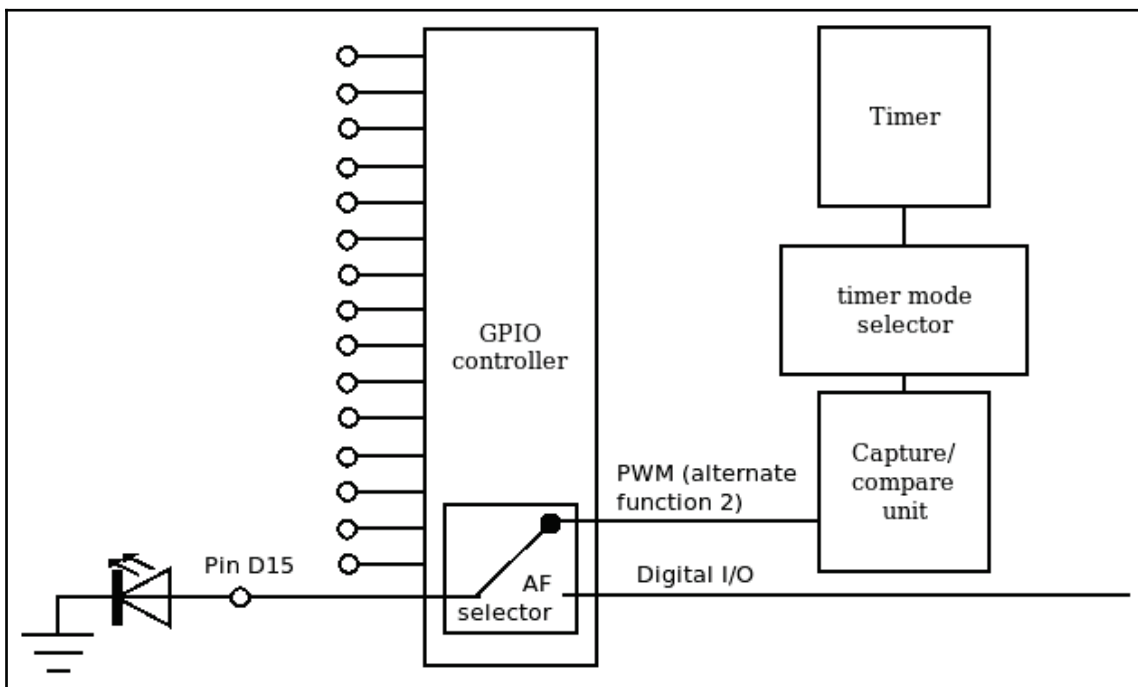 Timer
timer mode
selector
GPIO
controller
Capture/
compare
unit
PWM (alternate
function 2)
Pin D15
AF
selector
Digital I/O